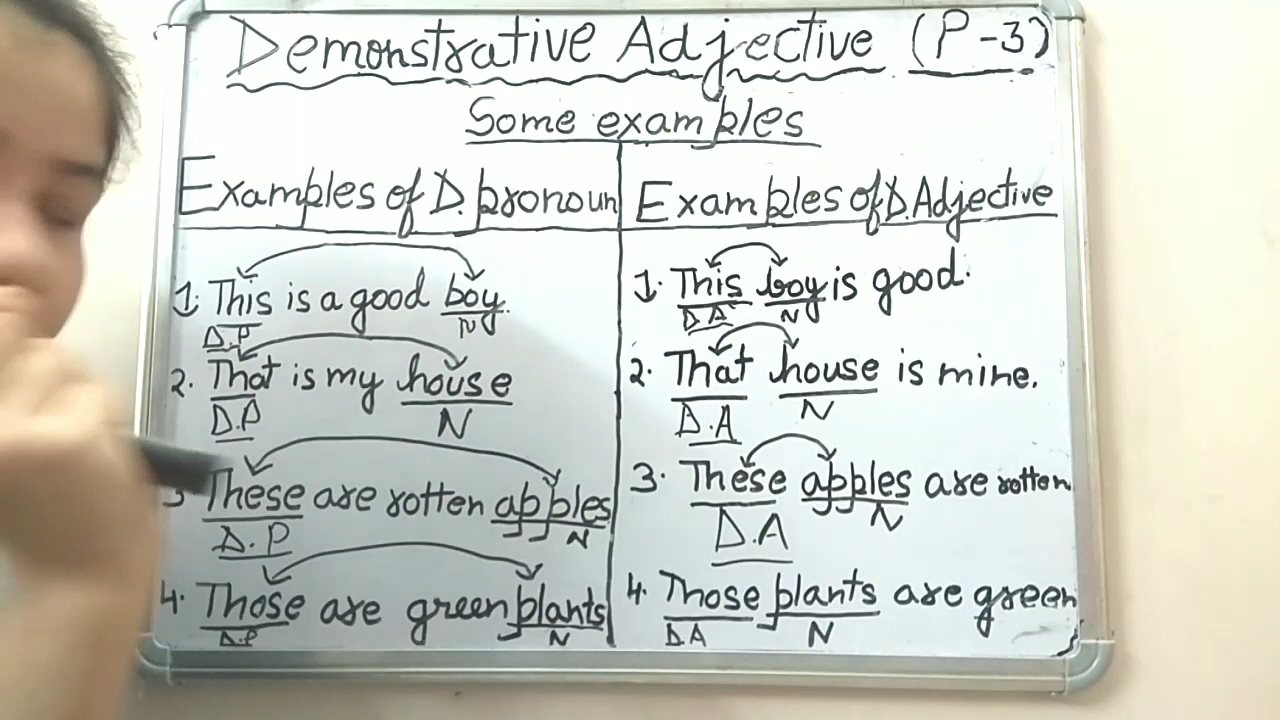 Demonstrative Adjective (P-3)
Some examples
Examples of D. pronoun
1. This is a good boy.
D.P N
2. That is my house
D.P N
3 These are rotten apples
D.P N
4. Those are green plants
D.P N
Examples of D.Adjective
1. This boy is good.
D.A N
2. That house is mine.
D.A N
3. These apples are rotten
D.A N
4. Those plants are green
D.A N